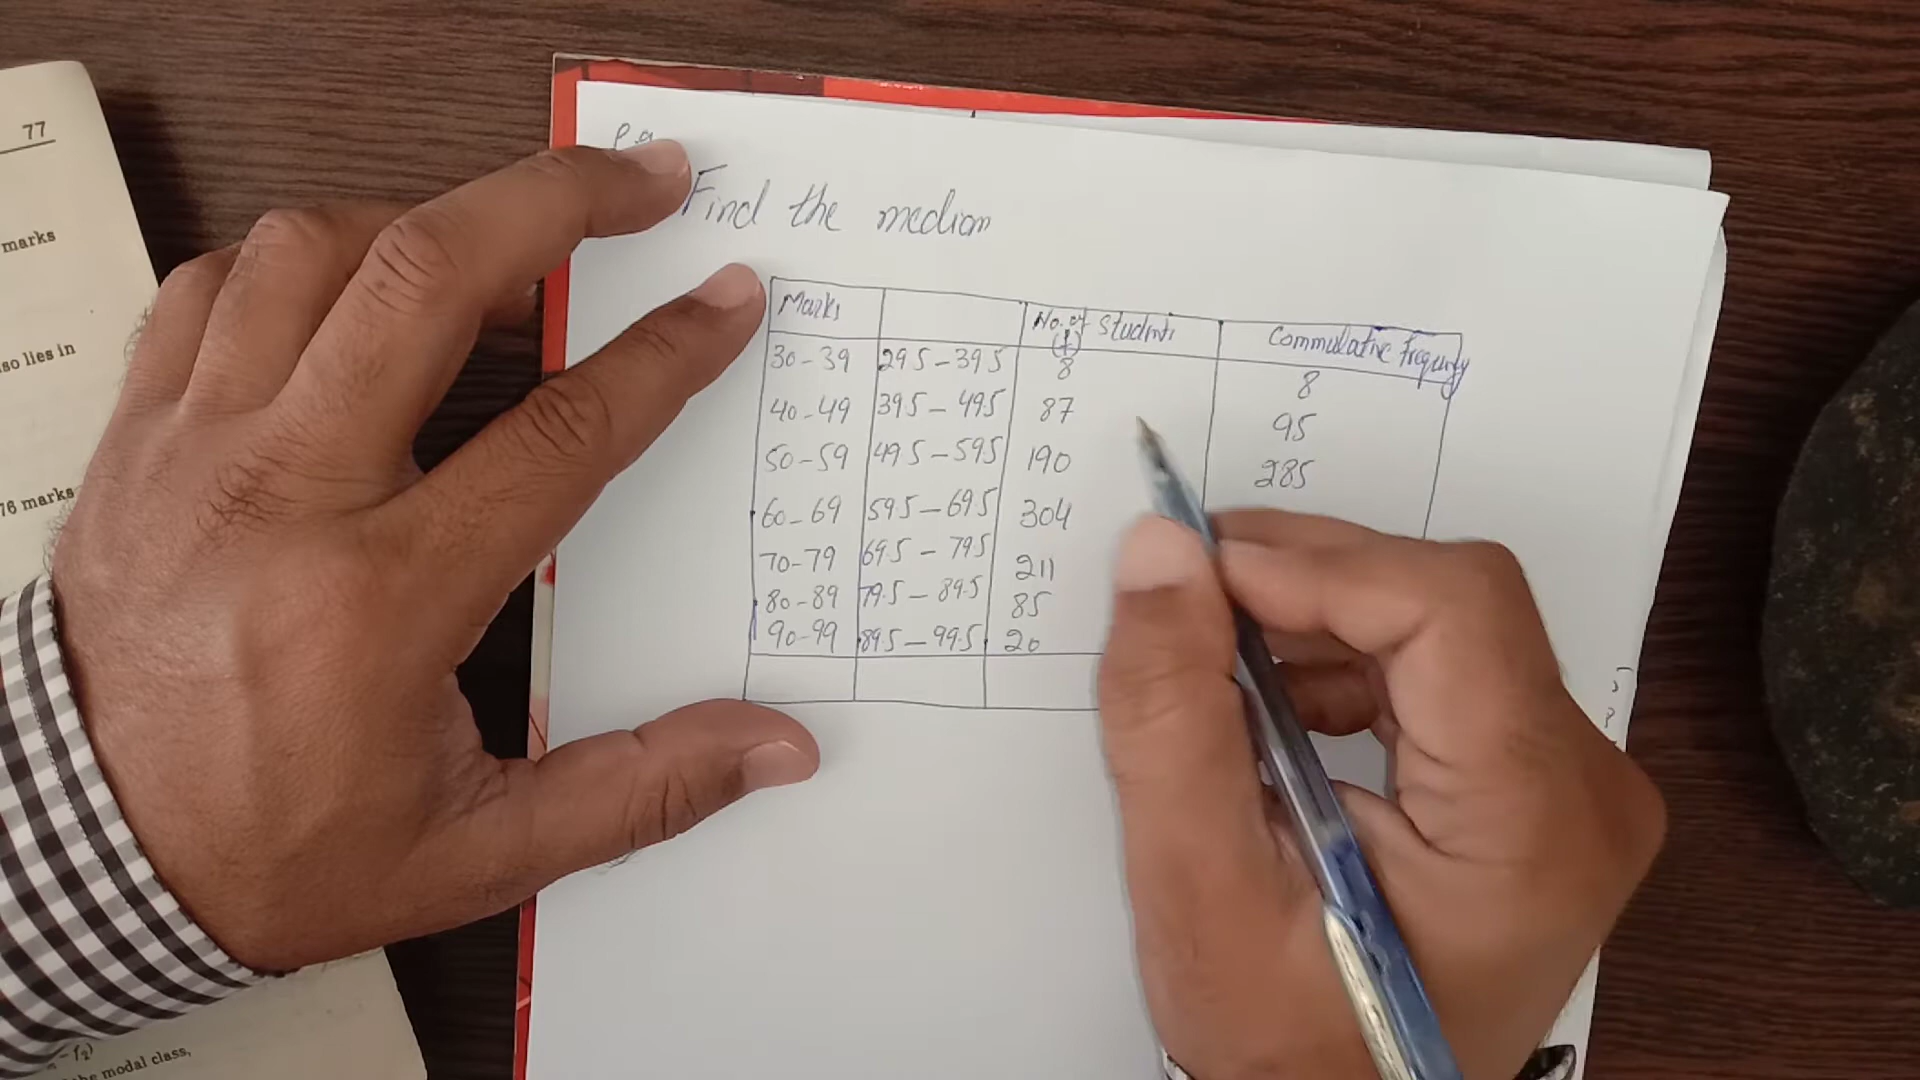 77
marks
so lies in
76 marks
the modal class,
Find the median
Marks No. of Students Commulative Frequency
(f)
30-39 29.5-39.5 8 8
40-49 39.5-49.5 87 95
50-59 49.5-59.5 190 285
60-69 59.5-69.5 304
70-79 69.5-79.5 211
80-89 79.5-89.5 85
90-99 89.5-99.5 20